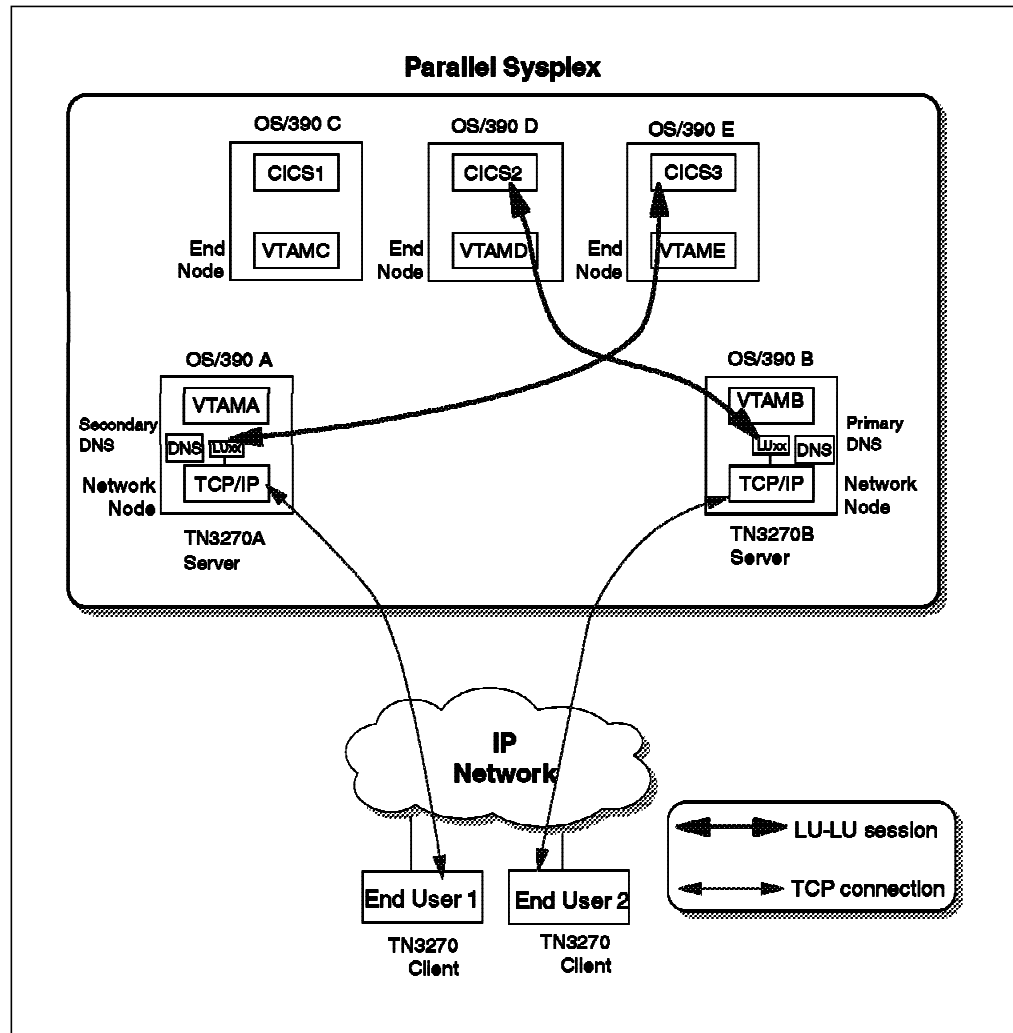 Parallel Sysplex
OS/390 C
OS/390 D
OS/390 E
CICS1
CICS2
CICS3
End
Node
VTAMC
End
Node
VTAMD
End
Node
VTAME
OS/390 A
OS/390 B
VTAMA
VTAMB
Secondary
DNS
DNS
LUxx
LUxx
DNS
Primary
DNS
Network
Node
TCP/IP
TCP/IP
Network
Node
TN3270A
Server
TN3270B
Server
IP
Network
LU-LU session
TCP connection
End User 1
End User 2
TN3270
Client
TN3270
Client